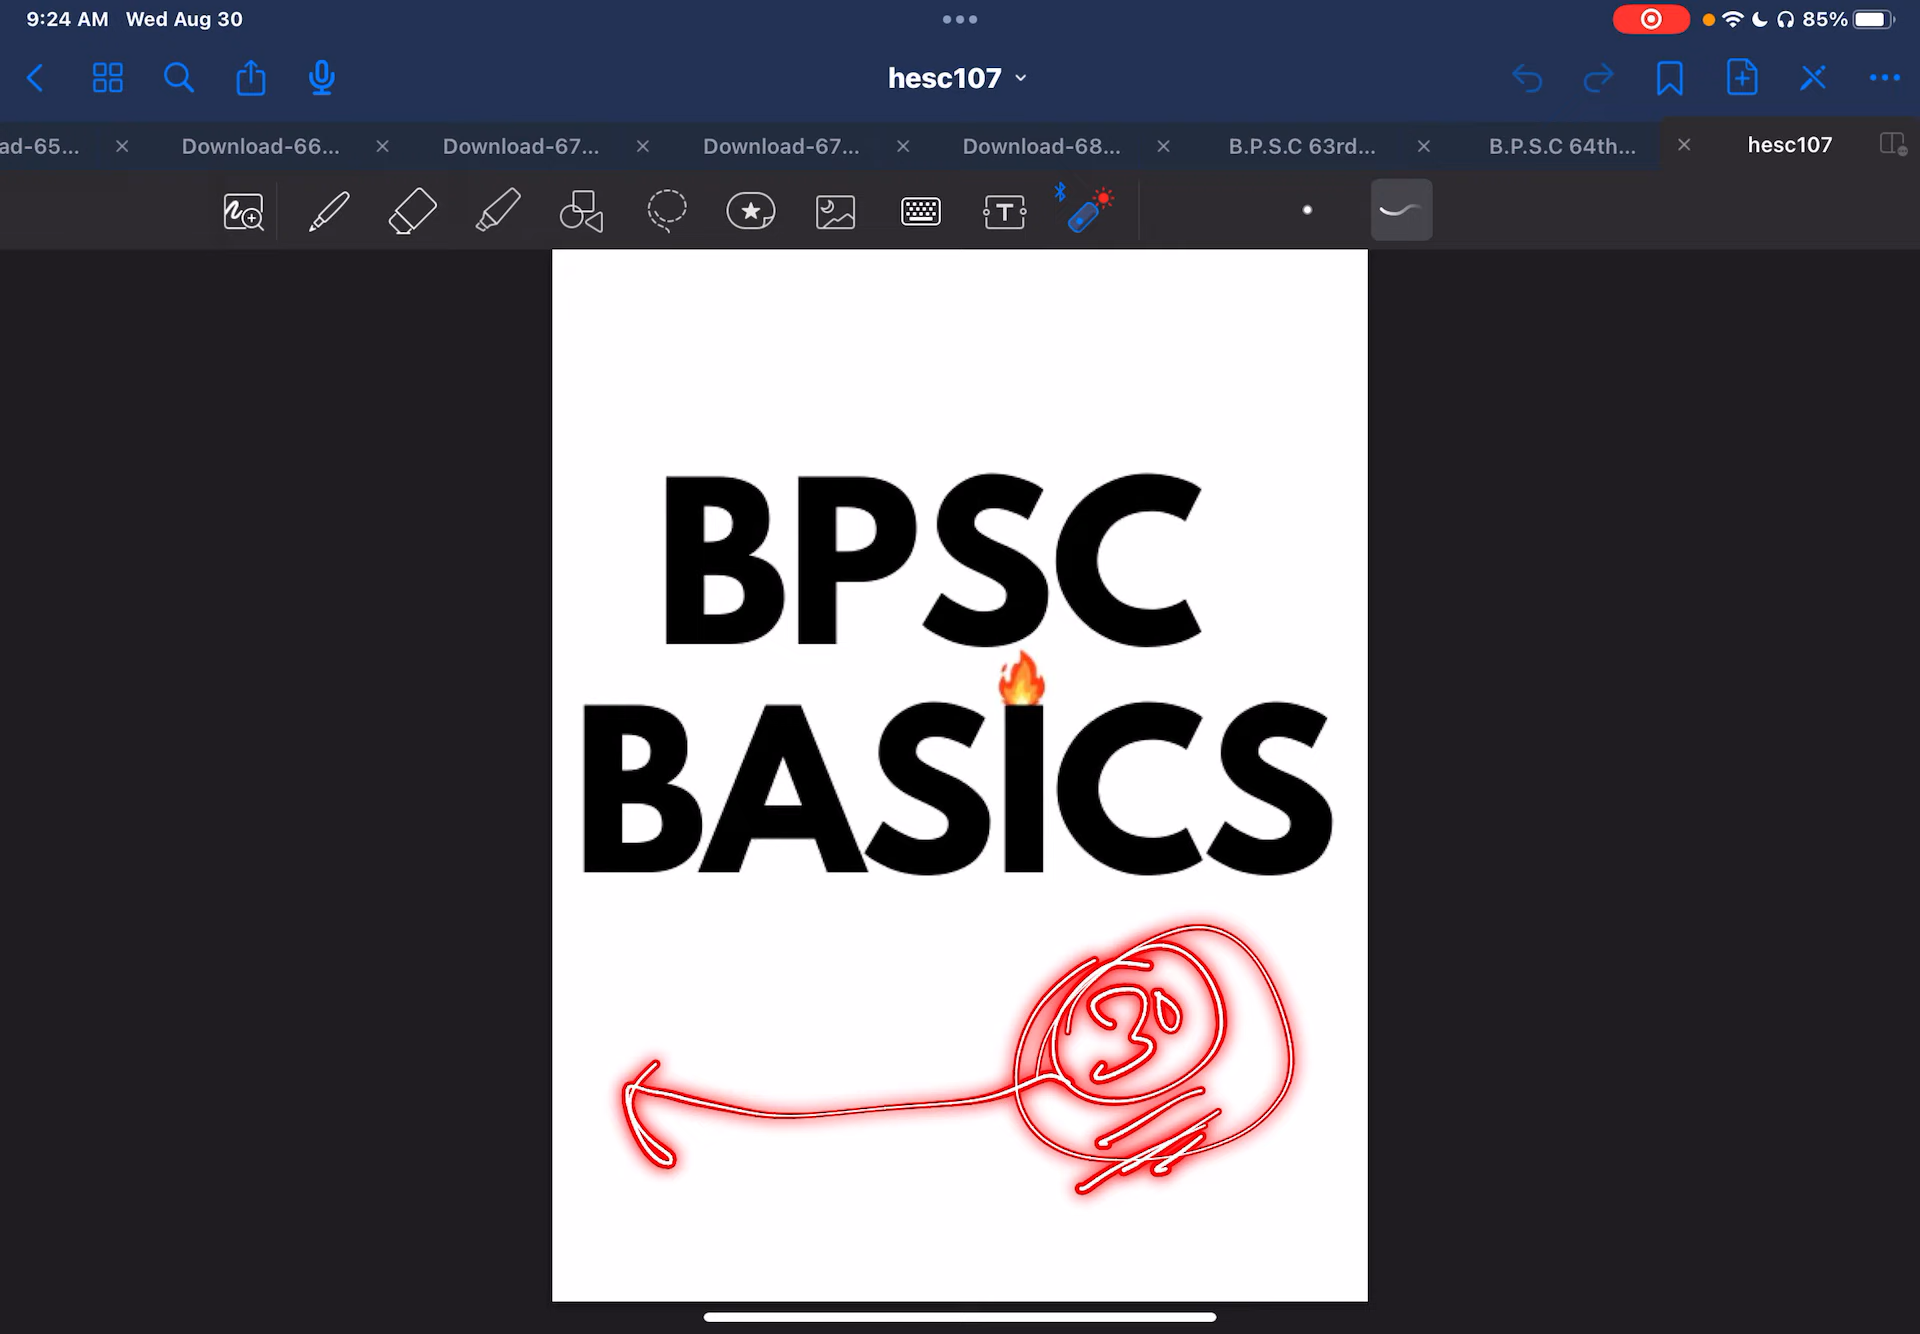 9:24 AM Wed Aug 30
85%
hesc107
ad-65...
Download-66...
Download-67...
Download-67...
Download-68...
B.P.S.C 63rd...
B.P.S.C 64th...
hesc107
T
BPSC
BASICS
30